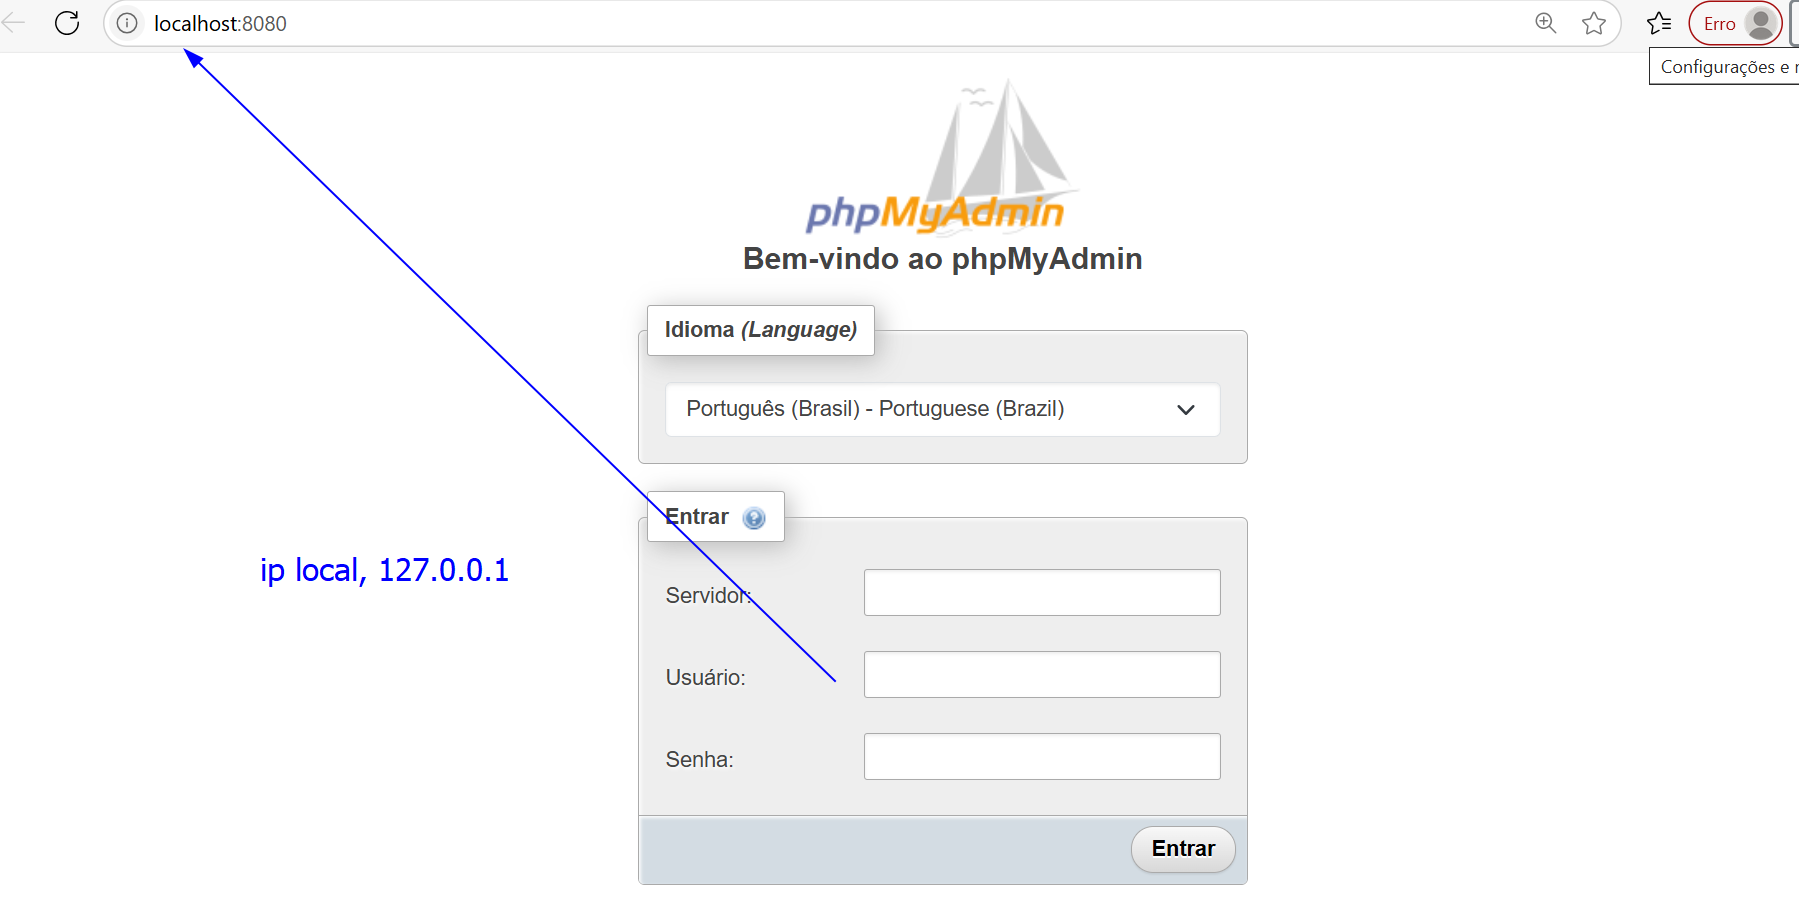 localhost:8080
Erro
Configurações e
phpMyAdmin
Bem-vindo ao phpMyAdmin
Idioma (Language)
Português (Brasil) - Portuguese (Brazil)
Entrar
ip local, 127.0.0.1
Servidor:
Usuário:
Senha:
Entrar